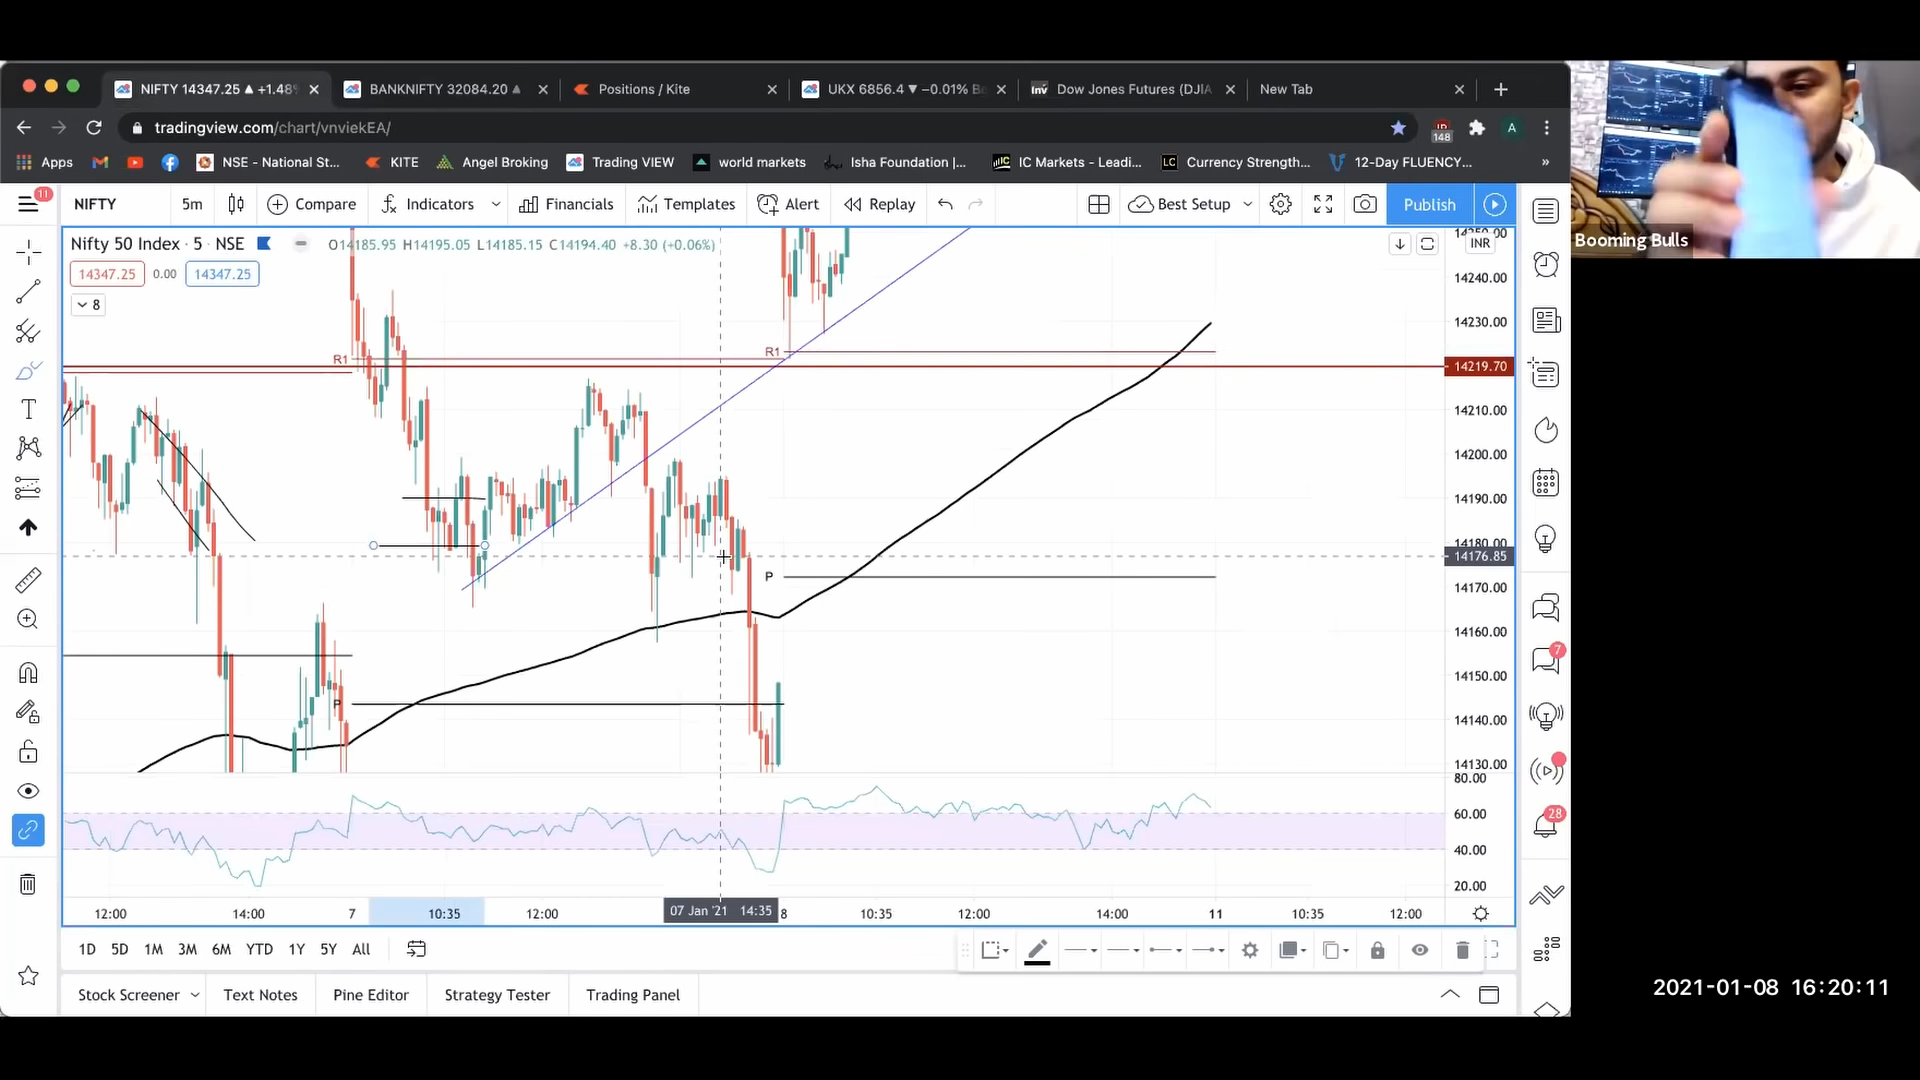 NIFTY 14347.25 ▲ +1.48%
BANKNIFTY 32084.20 ▲
Positions / Kite
UKX 6856.4 ▼ −0.01% B
Dow Jones Futures (DJIA
New Tab
tradingview.com/chart/vnviekEA/
148
A
Apps
NSE - National St...
KITE
Angel Broking
Trading VIEW
world markets
Isha Foundation |...
IC Markets - Leadi...
Currency Strength...
12-Day FLUENCY...
»
11
NIFTY
5m
Compare
Indicators
Financials
Templates
Alert
Replay
Best Setup
Publish
Booming Bulls
Nifty 50 Index · 5 · NSE
O14185.95 H14195.05 L14185.15 C14194.40 +8.30 (+0.06%)
INR
14347.25
0.00
14347.25
8
14250.00
14240.00
14230.00
14219.70
14210.00
14200.00
14190.00
14180.00
14176.85
14170.00
14160.00
14150.00
14140.00
14130.00
R1
R1
P
P
80.00
60.00
40.00
20.00
7
28
12:00
14:00
7
10:35
12:00
07 Jan '21 14:35
8
10:35
12:00
14:00
11
10:35
12:00
1D
5D
1M
3M
6M
YTD
1Y
5Y
All
Stock Screener
Text Notes
Pine Editor
Strategy Tester
Trading Panel
2021-01-08 16:20:11